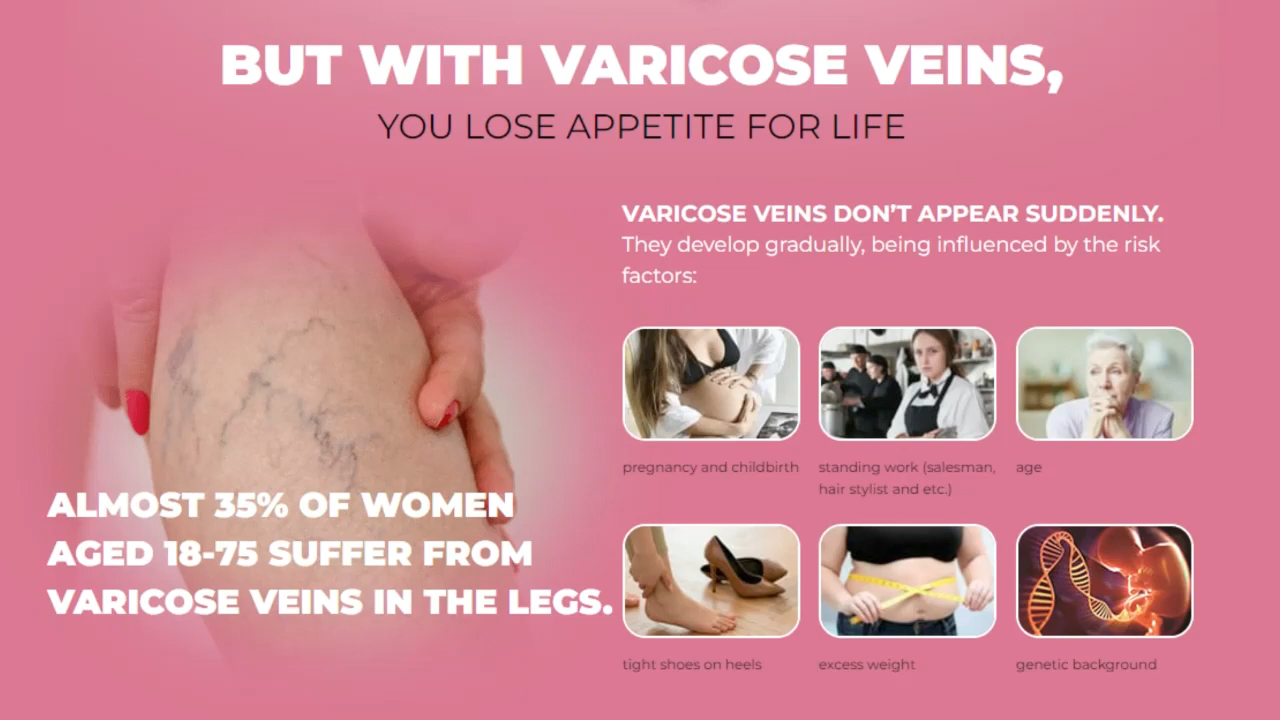 BUT WITH VARICOSE VEINS,
YOU LOSE APPETITE FOR LIFE
VARICOSE VEINS DON’T APPEAR SUDDENLY.
They develop gradually, being influenced by the risk
factors:
pregnancy and childbirth
standing work (salesman,
hair stylist and etc.)
age
ALMOST 35% OF WOMEN
AGED 18-75 SUFFER FROM
VARICOSE VEINS IN THE LEGS.
tight shoes on heels
excess weight
genetic background